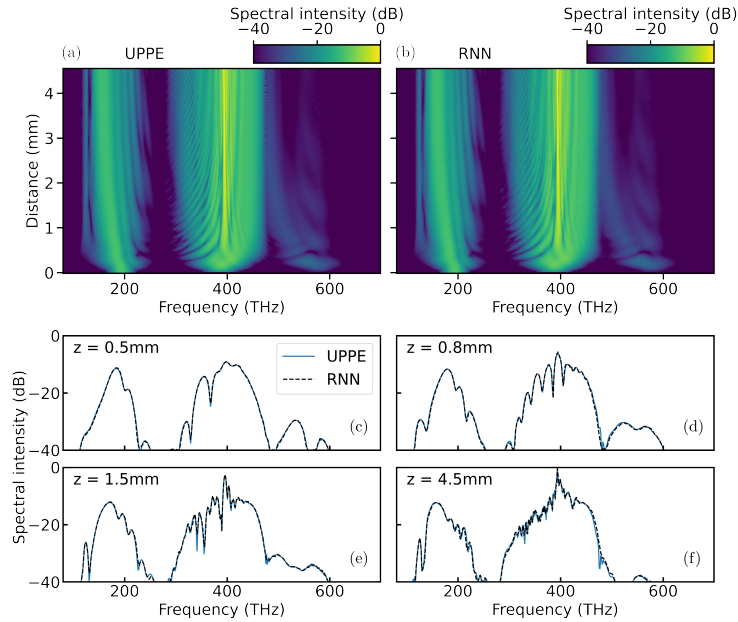 Spectral intensity (dB) Spectral intensity (dB)
−40 −20 0 −40 −20 0
(a) UPPE (b) RNN
4
3
2
1
0
Distance (mm)
200 400 600 200 400 600
Frequency (THz) Frequency (THz)
0
−20
−40
z = 0.5mm
UPPE
RNN
(c)
z = 0.8mm
(d)
Spectral intensity (dB)
0
−20
−40
z = 1.5mm
(e)
z = 4.5mm
(f)
200 400 600 200 400 600
Frequency (THz) Frequency (THz)